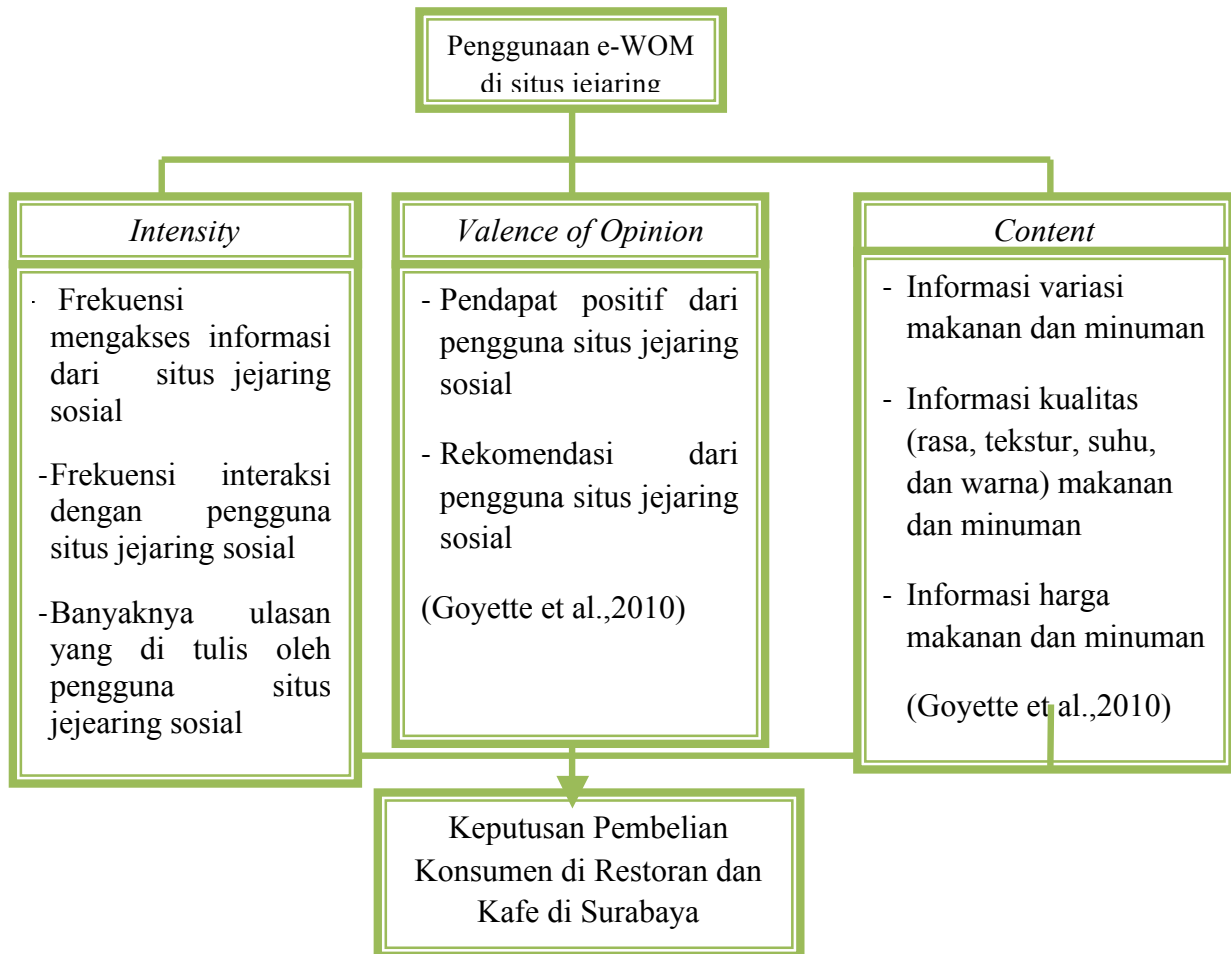 Penggunaan e-WOM
di situs jejaring
Intensity
- Frekuensi
mengakses informasi
dari situs jejaring
sosial
-Frekuensi interaksi
dengan pengguna
situs jejaring sosial
-Banyaknya ulasan
yang di tulis oleh
pengguna situs
jejearing sosial
Valence of Opinion
- Pendapat positif dari
pengguna situs jejaring
sosial
- Rekomendasi dari
pengguna situs jejaring
sosial
(Goyette et al.,2010)
Content
- Informasi variasi
makanan dan minuman
- Informasi kualitas
(rasa, tekstur, suhu,
dan warna) makanan
dan minuman
- Informasi harga
makanan dan minuman
(Goyette et al.,2010)
Keputusan Pembelian
Konsumen di Restoran dan
Kafe di Surabaya